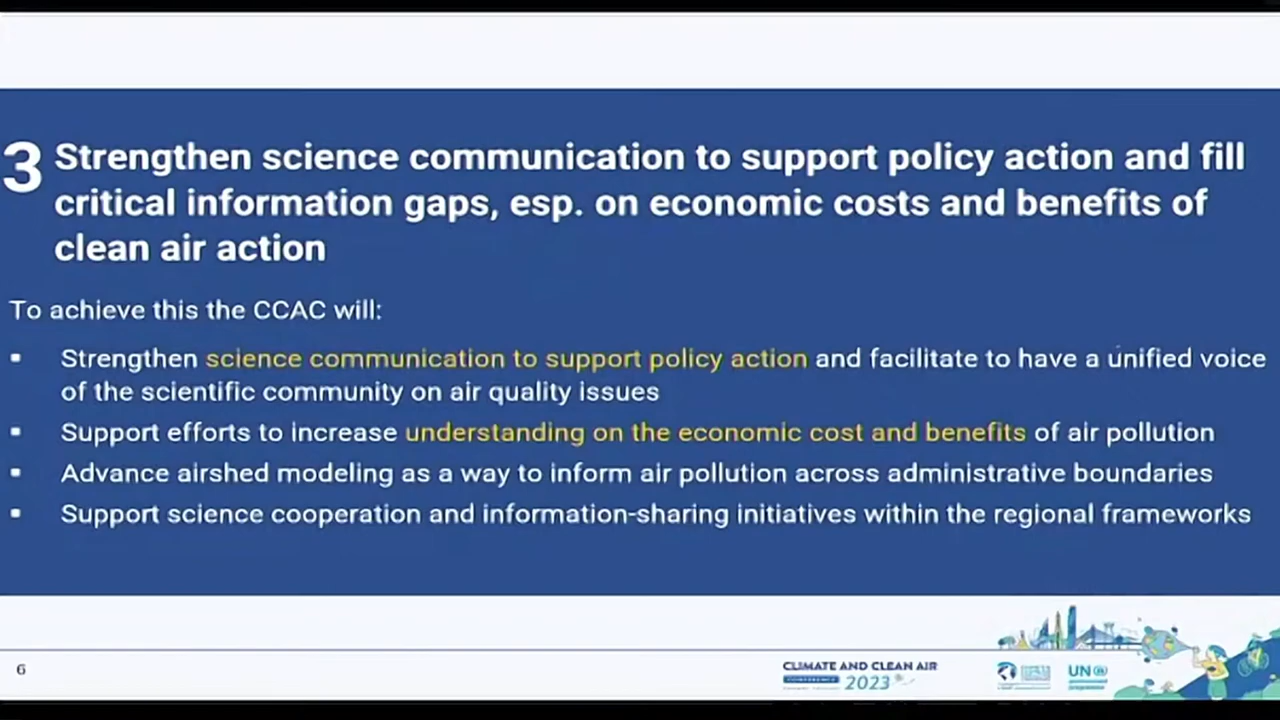 3 Strengthen science communication to support policy action and fill
critical information gaps, esp. on economic costs and benefits of
clean air action
To achieve this the CCAC will:
▪ Strengthen science communication to support policy action and facilitate to have a unified voice
of the scientific community on air quality issues
▪ Support efforts to increase understanding on the economic cost and benefits of air pollution
▪ Advance airshed modeling as a way to inform air pollution across administrative boundaries
▪ Support science cooperation and information-sharing initiatives within the regional frameworks
6
CLIMATE AND CLEAN AIR
CONFERENCE 2023
UN